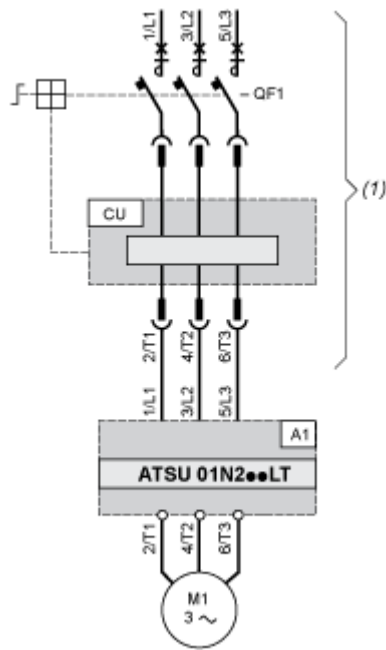 1/L1 3/L2 5/L3
QF1
(1)
CU
2/T1 4/T2 6/T3
1/L1 3/L2 5/L3
A1
ATSU 01N2●●LT
2/T1 4/T2 6/T3
M1
3 ~